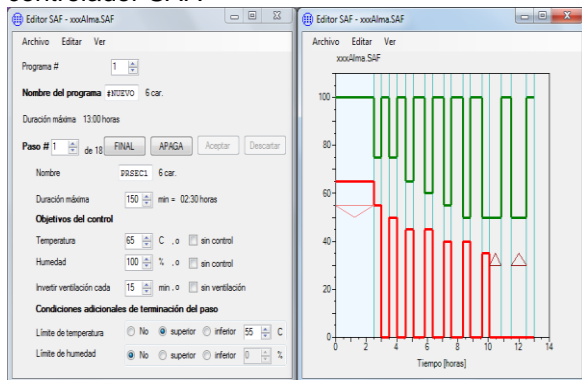 controlador SAF.
Editor SAF - xxxAlma.SAF
Archivo Editar Ver
Programa # 1
Nombre del programa #NUEVO 6 car.
Duración máxima 13:00 horas
Paso # 1 de 18 FINAL APAGA Aceptar Descartar
Nombre PRSEC1 6 car.
Duración máxima 150 min = 02:30 horas
Objetivos del control
Temperatura 65 C , o sin control
Humedad 100 % , o sin control
Invertir ventilación cada 15 min , o sin ventilación
Condiciones adicionales de terminación del paso
Límite de temperatura No superior inferior 55 C
Límite de humedad No superior inferior 0 %
Editor SAF - xxxAlma.SAF
Archivo Editar Ver
xxxAlma.SAF
100
80
60
40
20
0
0 2 4 6 8 10 12 14
Tiempo [horas]